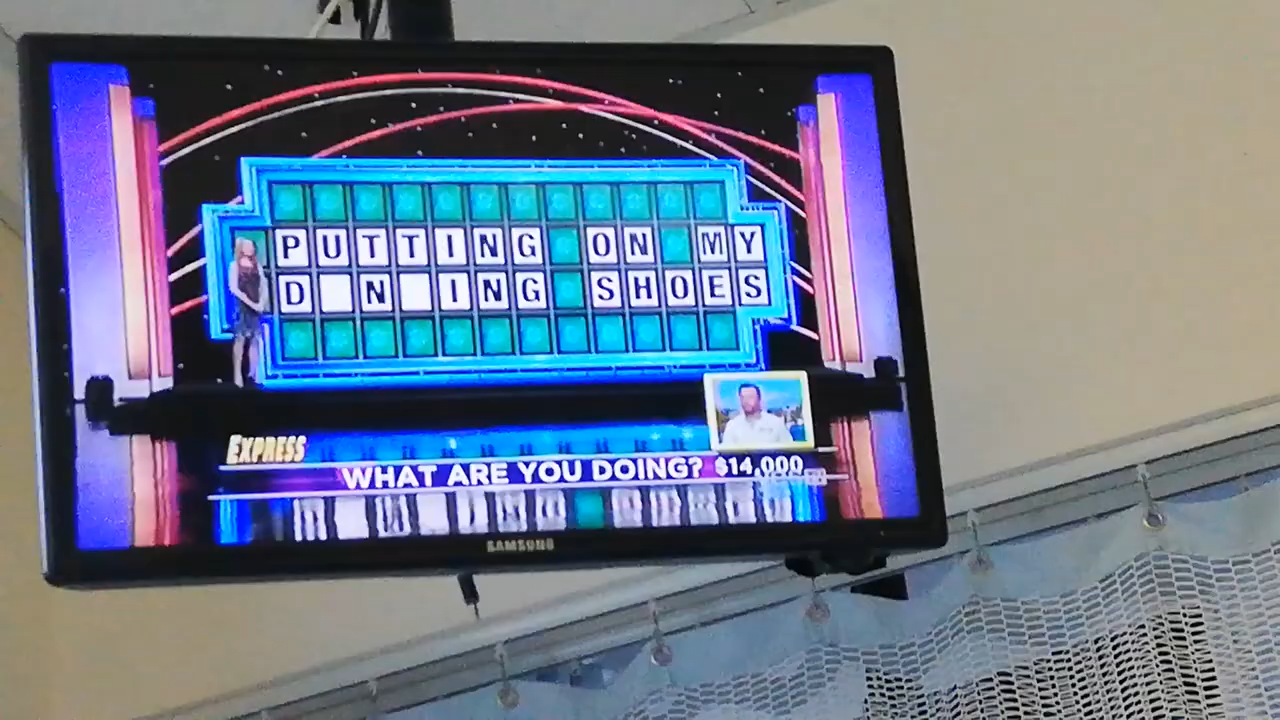 PUTTING ON MY
D N ING SHOES
EXPRESS
WHAT ARE YOU DOING? $14,000
SAMSUNG